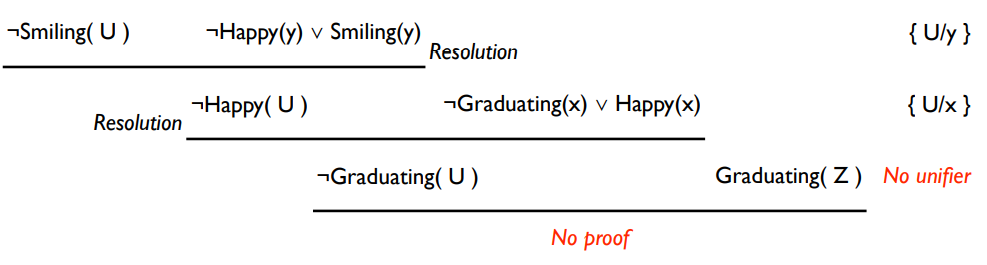 ¬Smiling( U ) ¬Happy(y) ∨ Smiling(y) { U/y }
Resolution
¬Happy( U ) ¬Graduating(x) ∨ Happy(x) { U/x }
Resolution
¬Graduating( U ) Graduating( Z ) No unifier
No proof